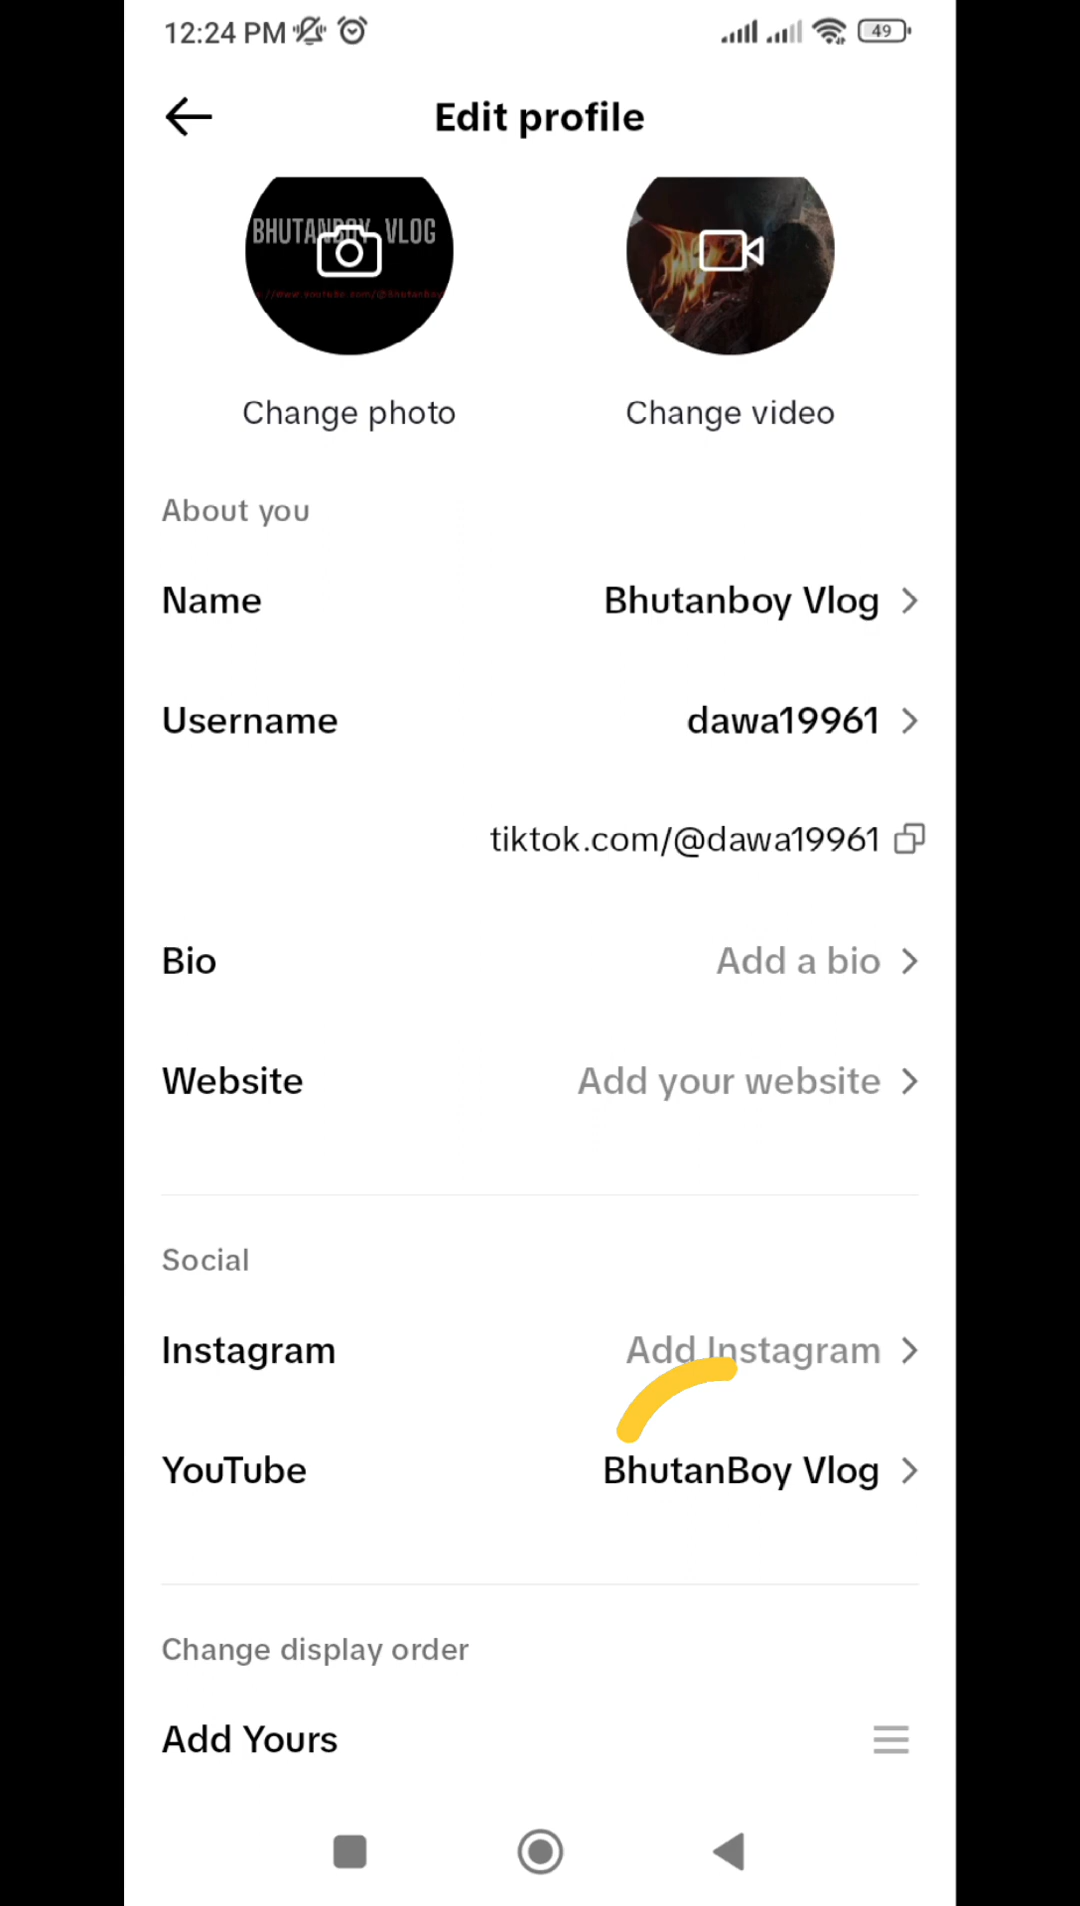 12:24 PM
49
Edit profile
BHUTANBOY VLOG
Change photo
Change video
About you
Name
Bhutanboy Vlog
Username
dawa19961
tiktok.com/@dawa19961
Bio
Add a bio
Website
Add your website
Social
Instagram
Add Instagram
YouTube
BhutanBoy Vlog
Change display order
Add Yours